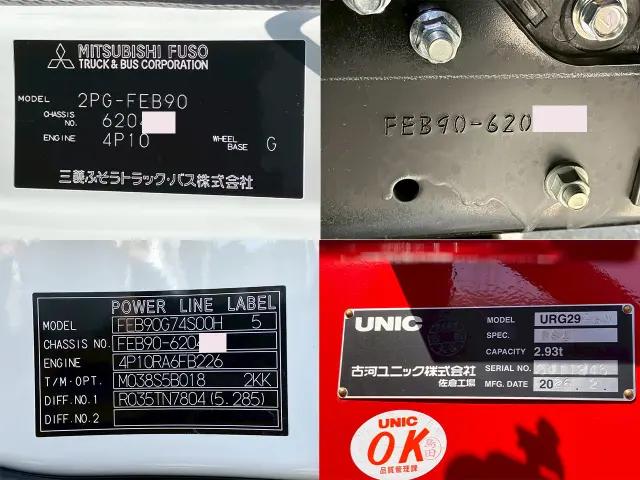 MITSUBISHI FUSO
TRUCK & BUS CORPORATION
MODEL 2PG-FEB90
CHASSIS NO. 620
ENGINE 4P10 WHEEL BASE G
三菱ふそうトラック・バス株式会社
FEB90-620
POWER LINE LABEL
MODEL FEB90G74S00H 5
CHASSIS NO. FEB90-620
ENGINE 4P10RA6FB226
T/M・OPT. M038S5B018 2KK
DIFF.NO.1 R035TN7804(5.285)
DIFF.NO.2
UNIC
MODEL URG29
SPEC.
CAPACITY 2.93t
古河ユニック株式会社
佐倉工場
SERIAL NO.
MFG. DATE 20
UNIC
OK
品質管理課